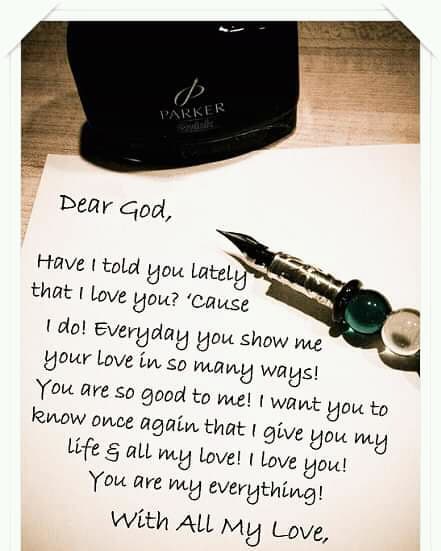 PARKER
Dear God,
Have I told you lately
that I love you? 'Cause
I do! Everyday you show me
your love in so many ways!
You are so good to me! I want you to
know once again that I give you my
life & all my love! I love you!
You are my everything!
With All My Love,